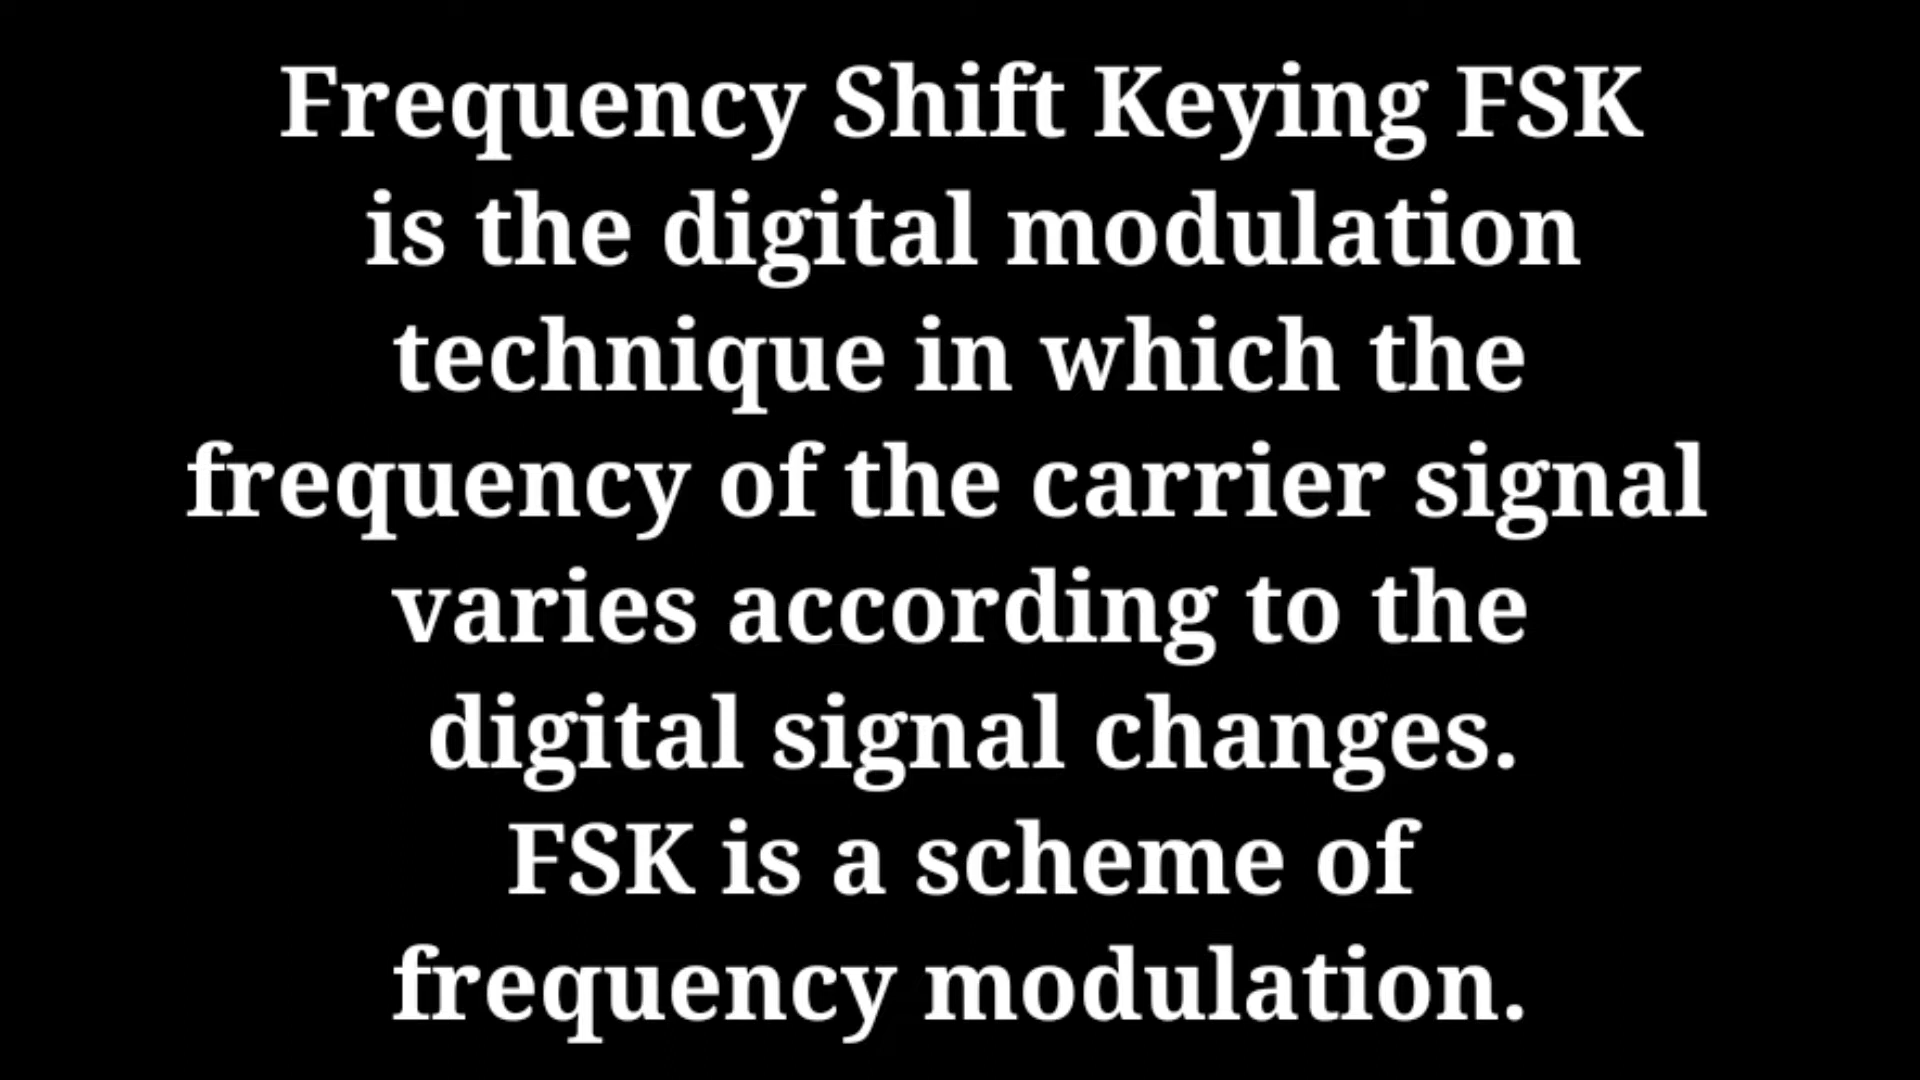 Frequency Shift Keying FSK
is the digital modulation
technique in which the
frequency of the carrier signal
varies according to the
digital signal changes.
FSK is a scheme of
frequency modulation.